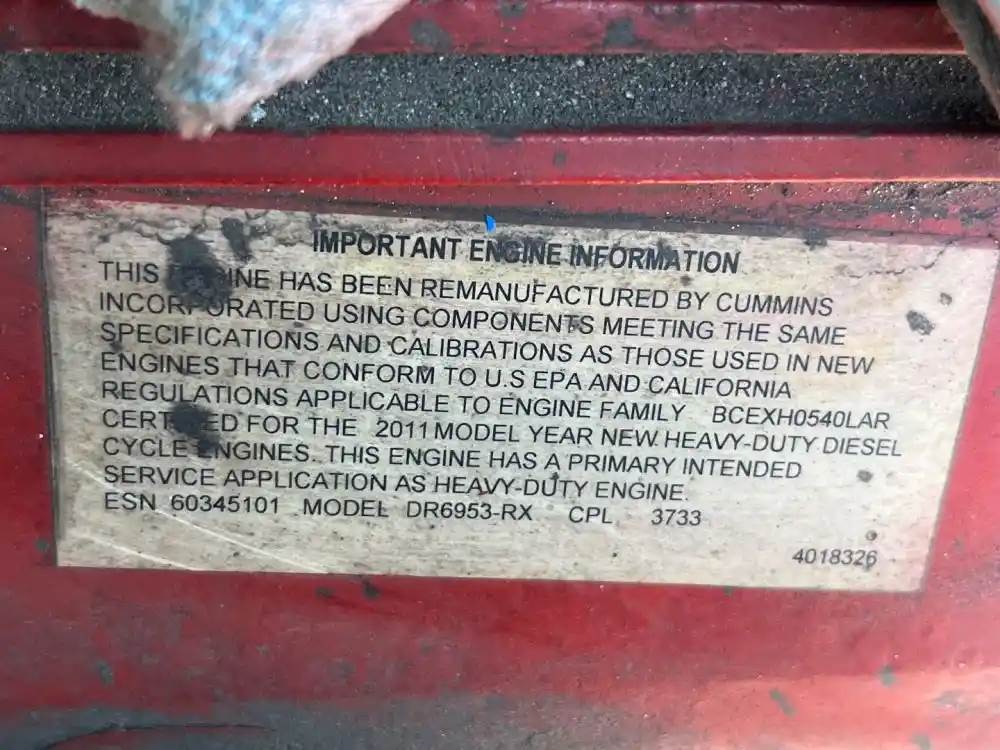 IMPORTANT ENGINE INFORMATION
THIS INE HAS BEEN REMANUFACTURED BY CUMMINS
INCORPORATED USING COMPONENTS MEETING THE SAME
SPECIFICATIONS AND CALIBRATIONS AS THOSE USED IN NEW
ENGINES THAT CONFORM TO U.S EPA AND CALIFORNIA
REGULATIONS APPLICABLE TO ENGINE FAMILY BCEXH0540LAR
CERTIFIED FOR THE 2011 MODEL YEAR NEW HEAVY-DUTY DIESEL
CYCLE ENGINES. THIS ENGINE HAS A PRIMARY INTENDED
SERVICE APPLICATION AS HEAVY-DUTY ENGINE.
ESN 60345101 MODEL DR6953-RX CPL 3733
4018326